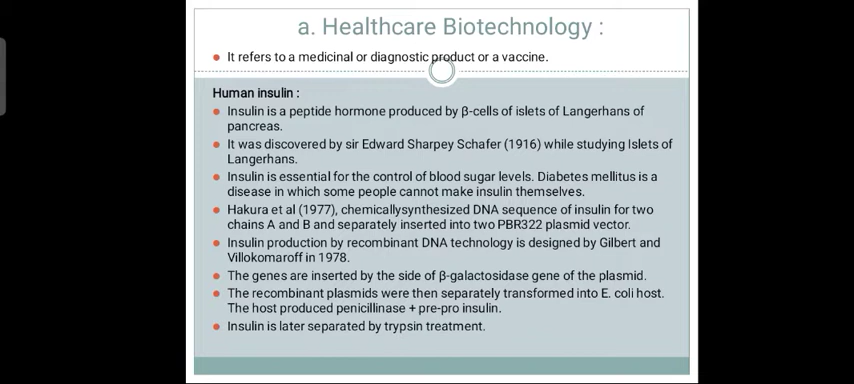 a. Healthcare Biotechnology :
It refers to a medicinal or diagnostic product or a vaccine.
Human insulin :
Insulin is a peptide hormone produced by β-cells of islets of Langerhans of
pancreas.
It was discovered by sir Edward Sharpey Schafer (1916) while studying Islets of
Langerhans.
Insulin is essential for the control of blood sugar levels. Diabetes mellitus is a
disease in which some people cannot make insulin themselves.
Hakura et al (1977), chemicallysynthesized DNA sequence of insulin for two
chains A and B and separately inserted into two PBR322 plasmid vector.
Insulin production by recombinant DNA technology is designed by Gilbert and
Villokomaroff in 1978.
The genes are inserted by the side of β-galactosidase gene of the plasmid.
The recombinant plasmids were then separately transformed into E. coli host.
The host produced penicillinase + pre-pro insulin.
Insulin is later separated by trypsin treatment.